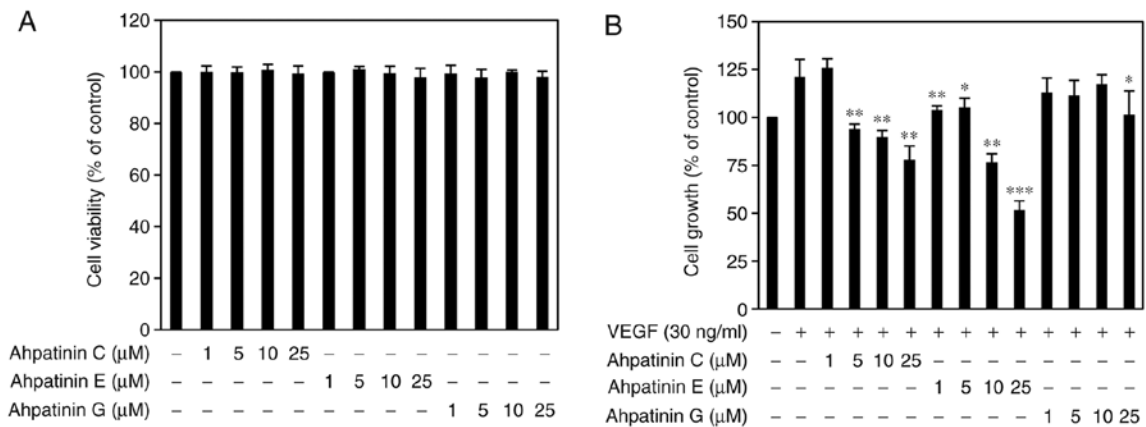 A
Cell viability (% of control)
120
100
80
60
40
20
0
Ahpatinin C (µM) – 1 5 10 25 – – – – – – – –
Ahpatinin E (µM) – – – – – 1 5 10 25 – – – –
Ahpatinin G (µM) – – – – – – – – – 1 5 10 25
B
Cell growth (% of control)
150
125
100
75
50
25
0
** ** ** ** * ** *** *
VEGF (30 ng/ml) – + + + + + + + + + + + + +
Ahpatinin C (µM) – – 1 5 10 25 – – – – – – – –
Ahpatinin E (µM) – – – – – – 1 5 10 25 – – – –
Ahpatinin G (µM) – – – – – – – – – – 1 5 10 25